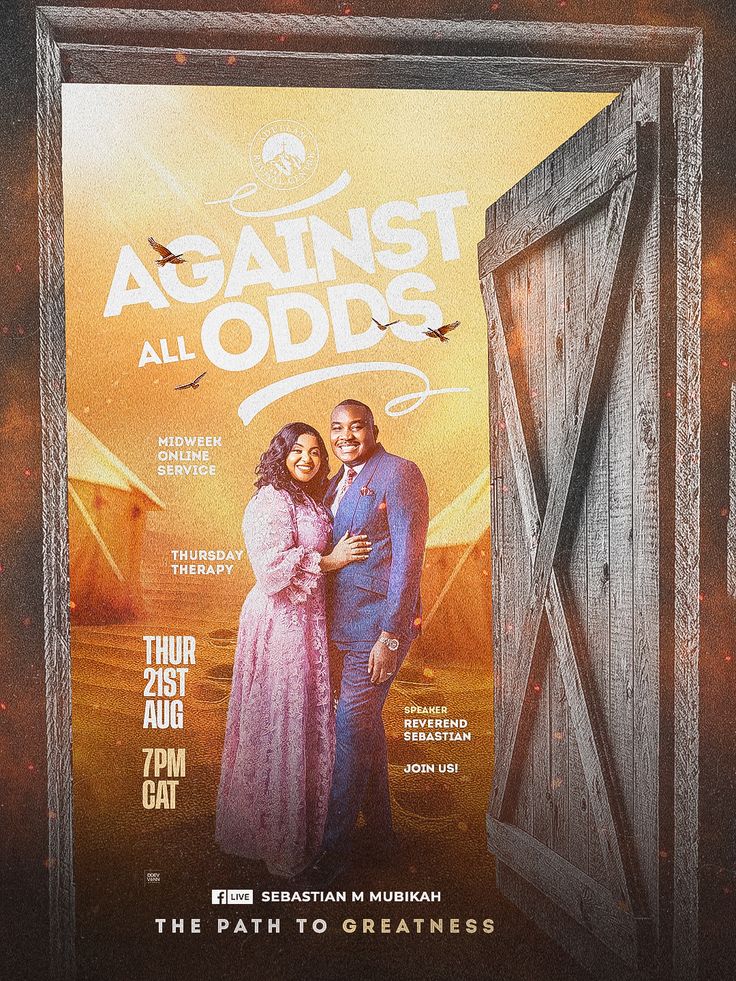 AGAINST
ALL ODDS
MIDWEEK
ONLINE
SERVICE
THURSDAY
THERAPY
THUR
21ST
AUG
7PM
CAT
SPEAKER
REVEREND
SEBASTIAN
JOIN US!
f LIVE SEBASTIAN M MUBIKAH
THE PATH TO GREATNESS